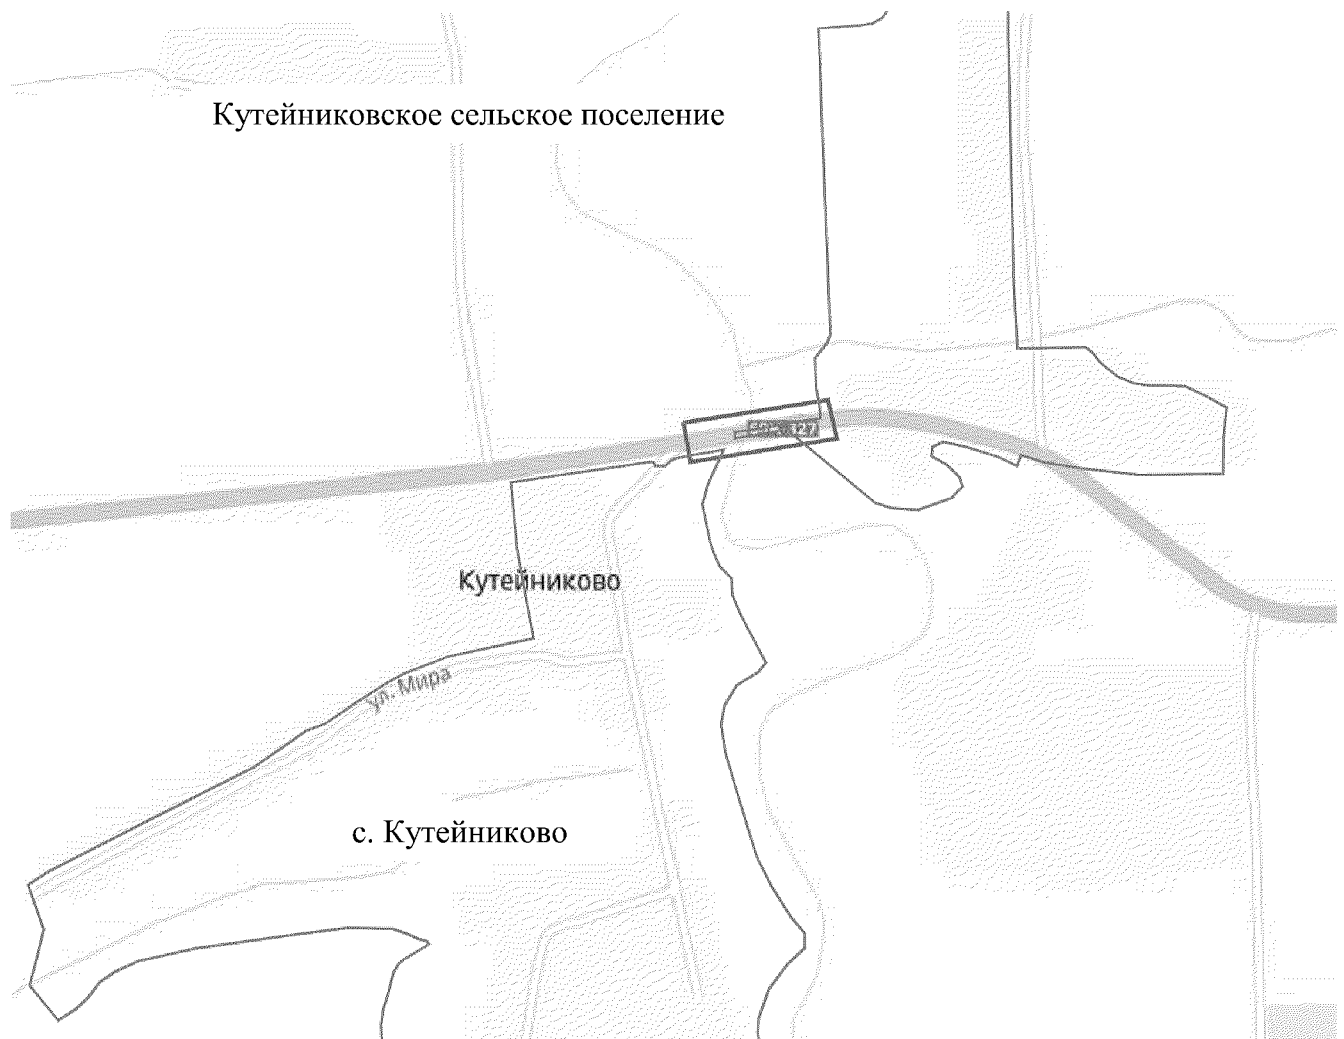 Кутейниковское сельское поселение
Кутейниково
ул. Мира
с. Кутейниково